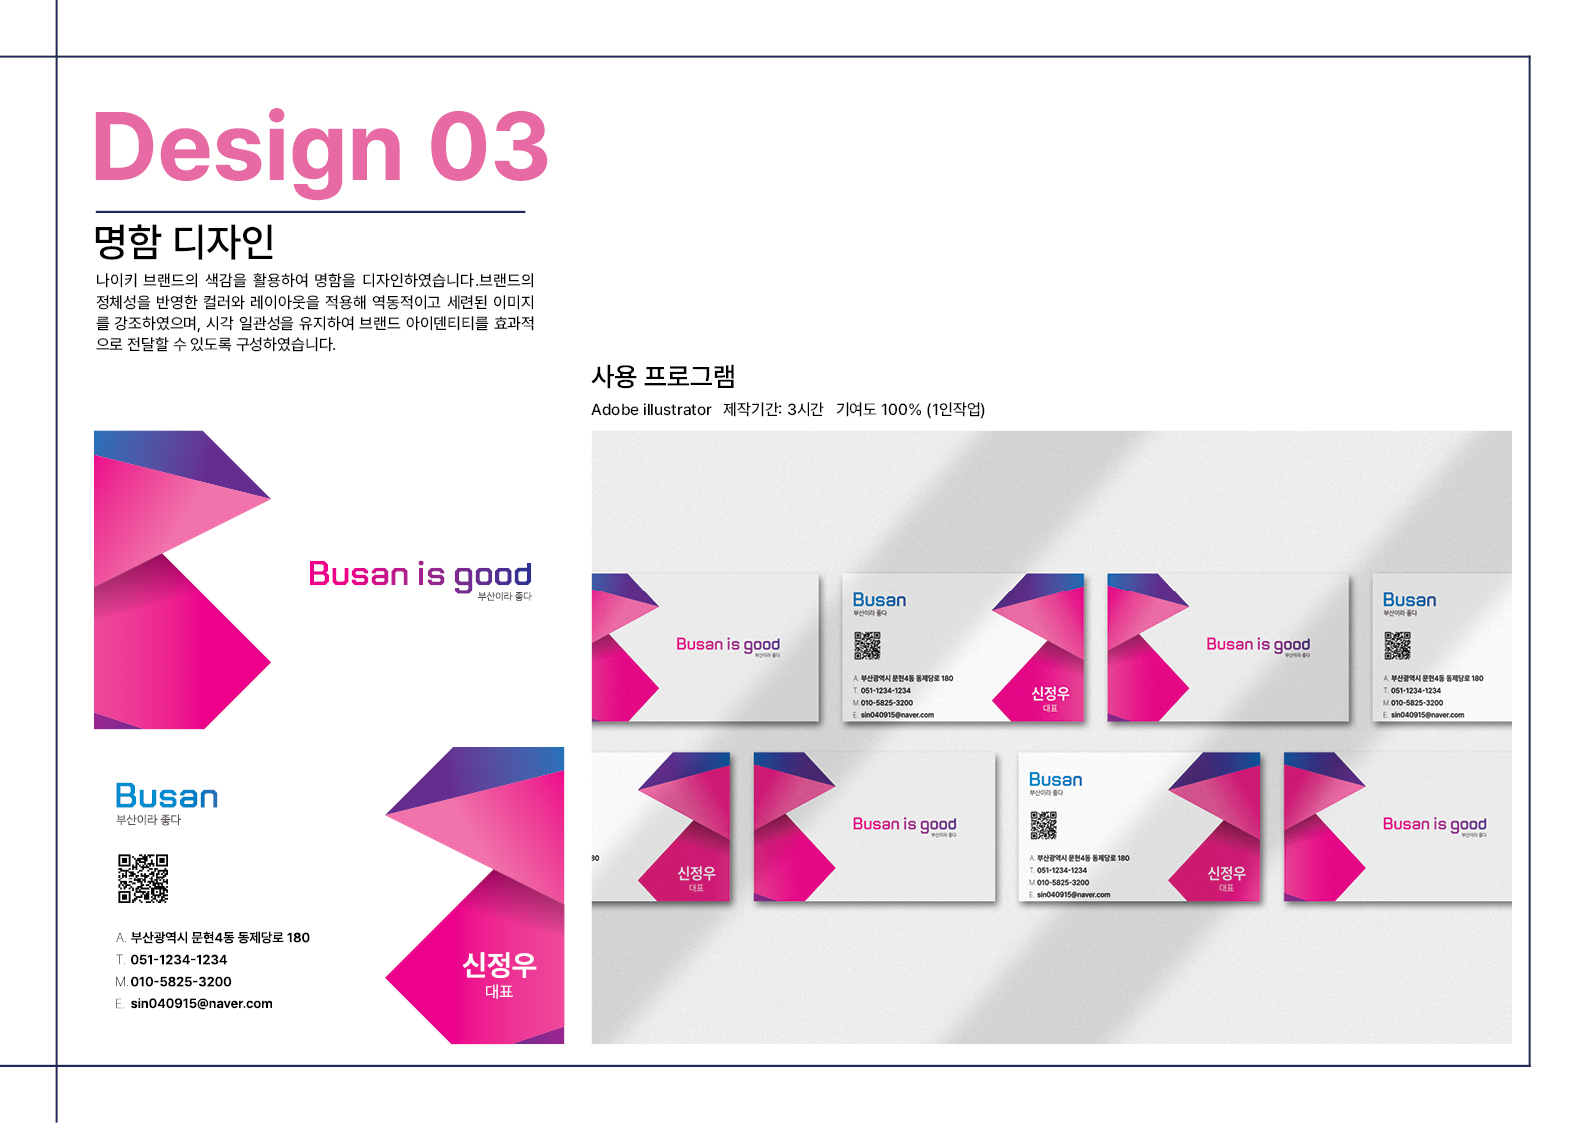 Design 03
명함 디자인
나이키 브랜드의 색감을 활용하여 명함을 디자인하였습니다.브랜드의
정체성을 반영한 컬러와 레이아웃을 적용해 역동적이고 세련된 이미지
를 강조하였으며, 시각 일관성을 유지하여 브랜드 아이덴티티를 효과적
으로 전달할 수 있도록 구성하였습니다.
사용 프로그램
Adobe illustrator 제작기간: 3시간 기여도 100% (1인작업)
Busan is good
부산이라 좋다
Busan
부산이라 좋다
A. 부산광역시 문현4동 동제당로 180
T. 051-1234-1234
M. 010-5825-3200
E. sin040915@naver.com
신정우
대표
Busan is good
부산이라 좋다
Busan
부산이라 좋다
A. 부산광역시 문현4동 동제당로 180
T. 051-1234-1234
M. 010-5825-3200
E. sin040915@naver.com
신정우
대표
Busan is good
부산이라 좋다
Busan
부산이라 좋다
A. 부산광역시 문현4동 동제당로 180
T. 051-1234-1234
M. 010-5825-3200
E. sin040915@naver.com
80
신정우
대표
Busan is good
부산이라 좋다
Busan
부산이라 좋다
A. 부산광역시 문현4동 동제당로 180
T. 051-1234-1234
M. 010-5825-3200
E. sin040915@naver.com
신정우
대표
Busan is good
부산이라 좋다